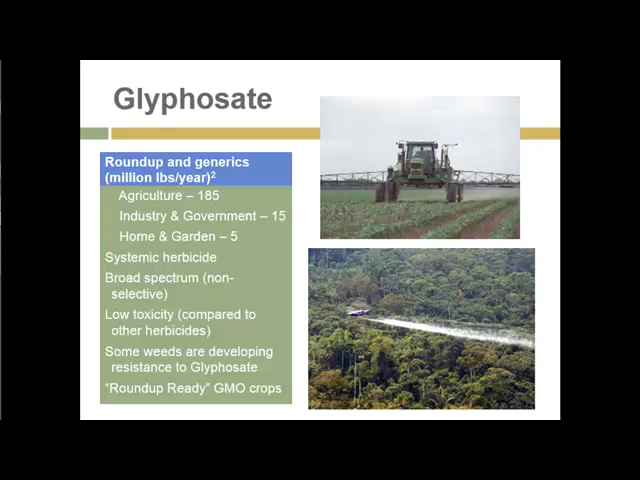 Glyphosate
Roundup and generics
(million lbs/year)²
Agriculture – 185
Industry & Government – 15
Home & Garden – 5
Systemic herbicide
Broad spectrum (non-
selective)
Low toxicity (compared to
other herbicides)
Some weeds are developing
resistance to Glyphosate
“Roundup Ready” GMO crops